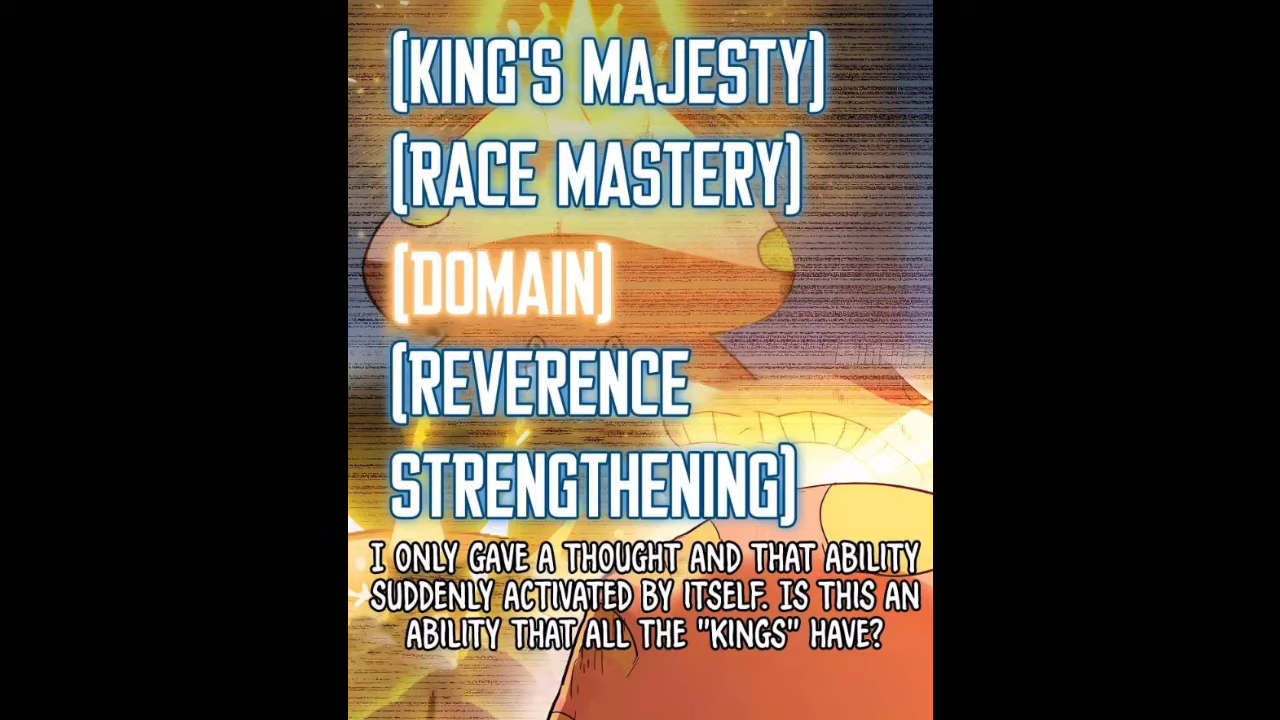 (KING'S MAJESTY)
(RACE MASTERY)
(DOMAIN)
(REVERENCE
STRENGTHENING)
I ONLY GAVE A THOUGHT AND THAT ABILITY
SUDDENLY ACTIVATED BY ITSELF. IS THIS AN
ABILITY THAT ALL THE "KINGS" HAVE?